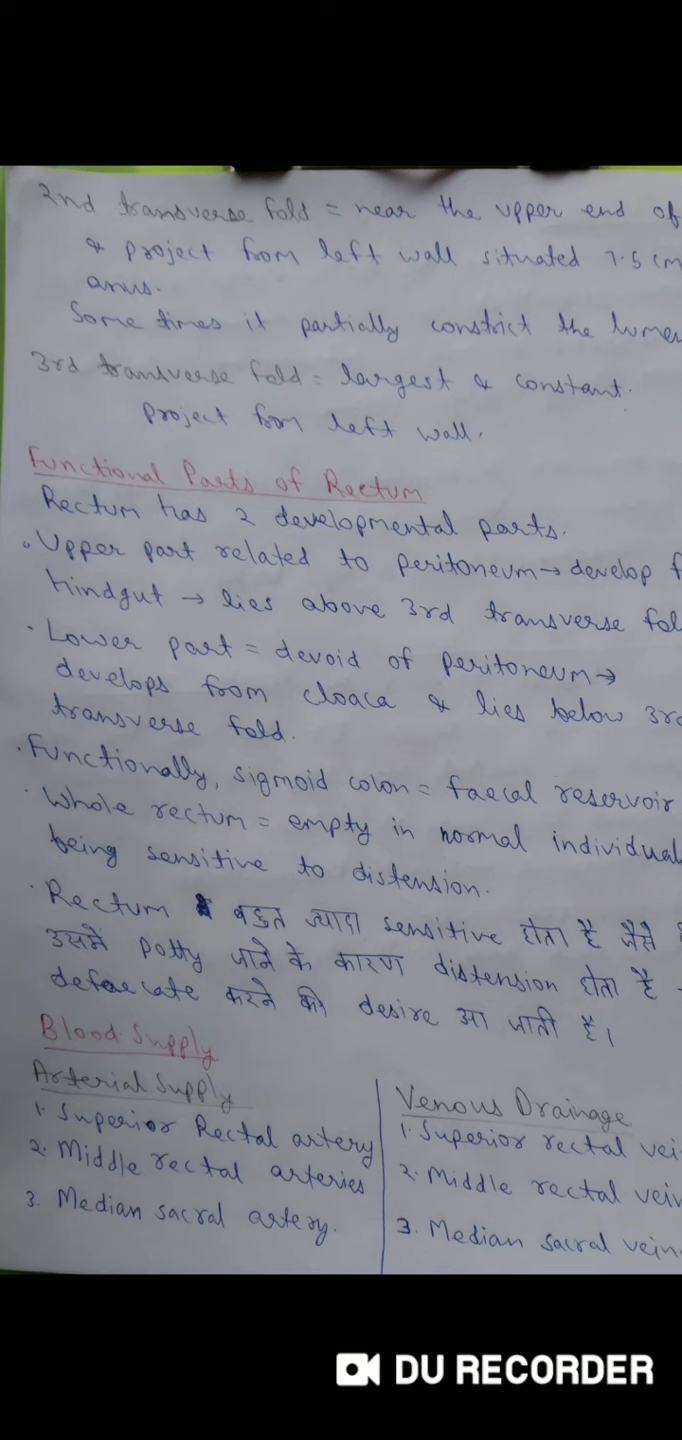 2nd transverse fold = near the upper end of
& project from left wall situated 7.5 cm
anus.
Some times it partially constrict the lumen
3rd transverse fold = largest & constant.
Project from left wall.
Functional Parts of Rectum
Rectum has 2 developmental parts.
• Upper part related to peritoneum → develop f
hindgut → lies above 3rd transverse fol
• Lower part = devoid of peritoneum →
develops from cloaca & lies below 3rd
transverse fold.
• Functionally, sigmoid colon = faecal reservoir
• Whole rectum = empty in normal individual
being sensitive to distension.
• Rectum बहुत ज्यादा sensitive होता है जैसे
उसमें potty जाने के कारण distension होता है -
defaecate करने की desire आ जाती है।
Blood Supply
Arterial Supply
1. Superior Rectal artery
2. Middle rectal arteries
3. Median sacral artery.
Venous Drainage
1. Superior rectal vei
2. Middle rectal vein
3. Median sacral vein
DU RECORDER